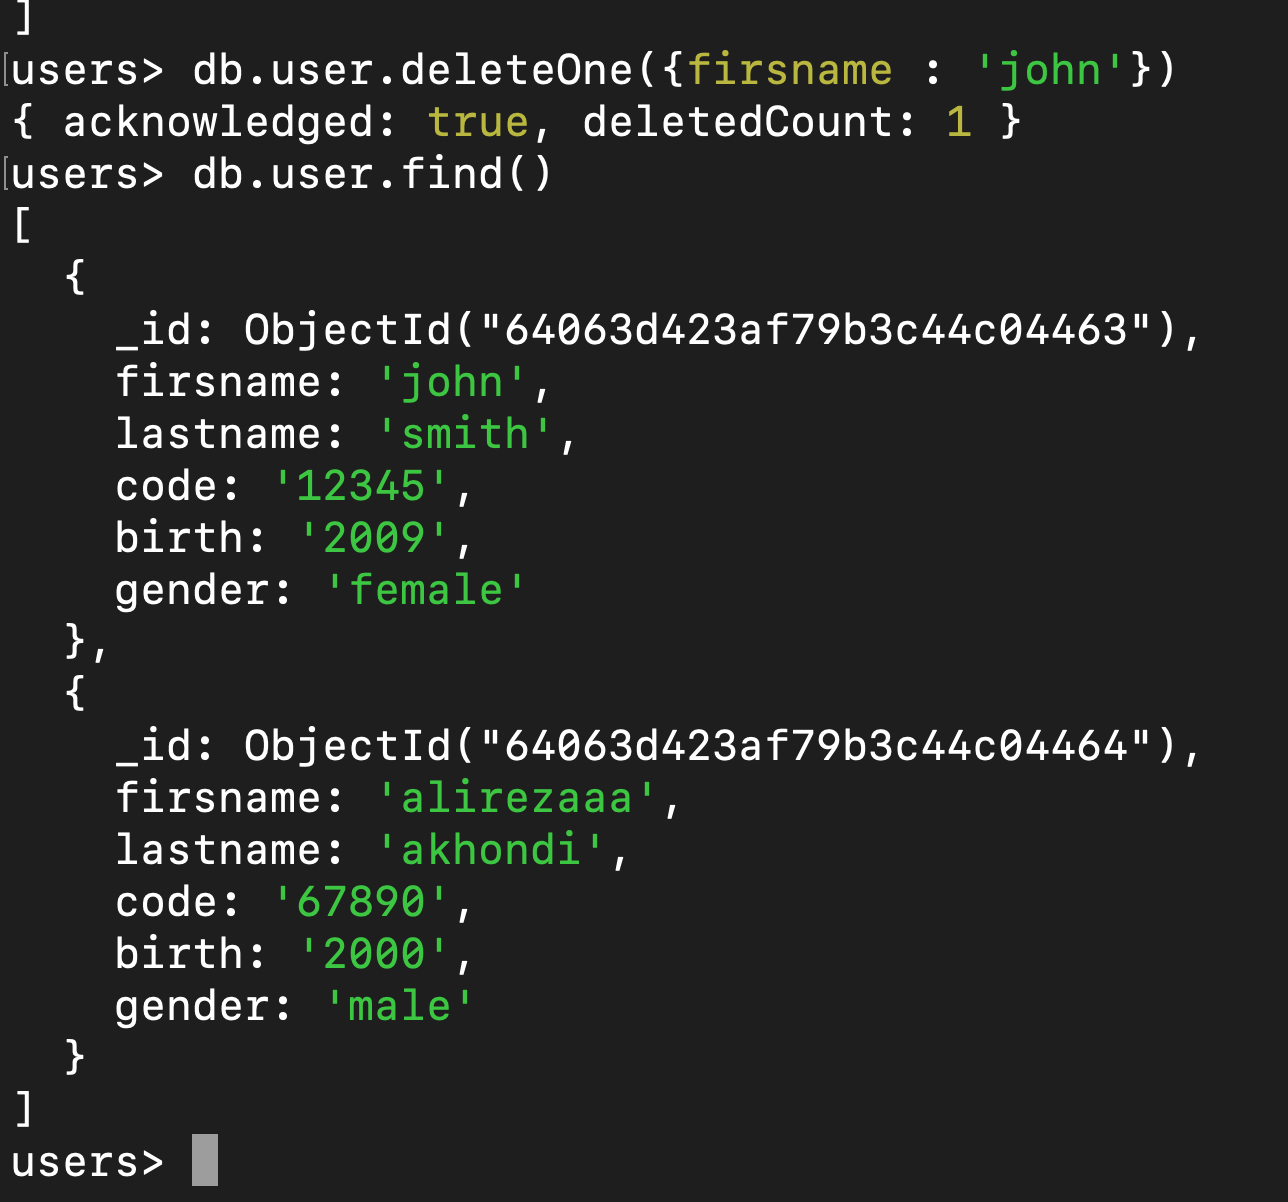 ]
[users> db.user.deleteOne({firsname : 'john'})
{ acknowledged: true, deletedCount: 1 }
[users> db.user.find()
[
  {
    _id: ObjectId("64063d423af79b3c44c04463"),
    firsname: 'john',
    lastname: 'smith',
    code: '12345',
    birth: '2009',
    gender: 'female'
  },
  {
    _id: ObjectId("64063d423af79b3c44c04464"),
    firsname: 'alirezaaa',
    lastname: 'akhondi',
    code: '67890',
    birth: '2000',
    gender: 'male'
  }
]
users>